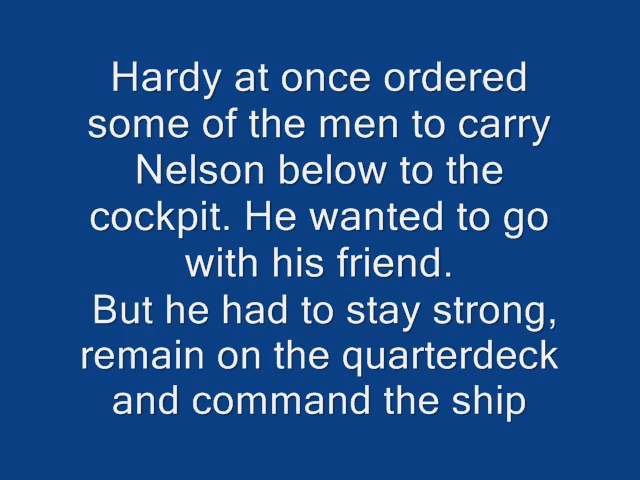 Hardy at once ordered
some of the men to carry
Nelson below to the
cockpit. He wanted to go
with his friend.
But he had to stay strong,
remain on the quarterdeck
and command the ship